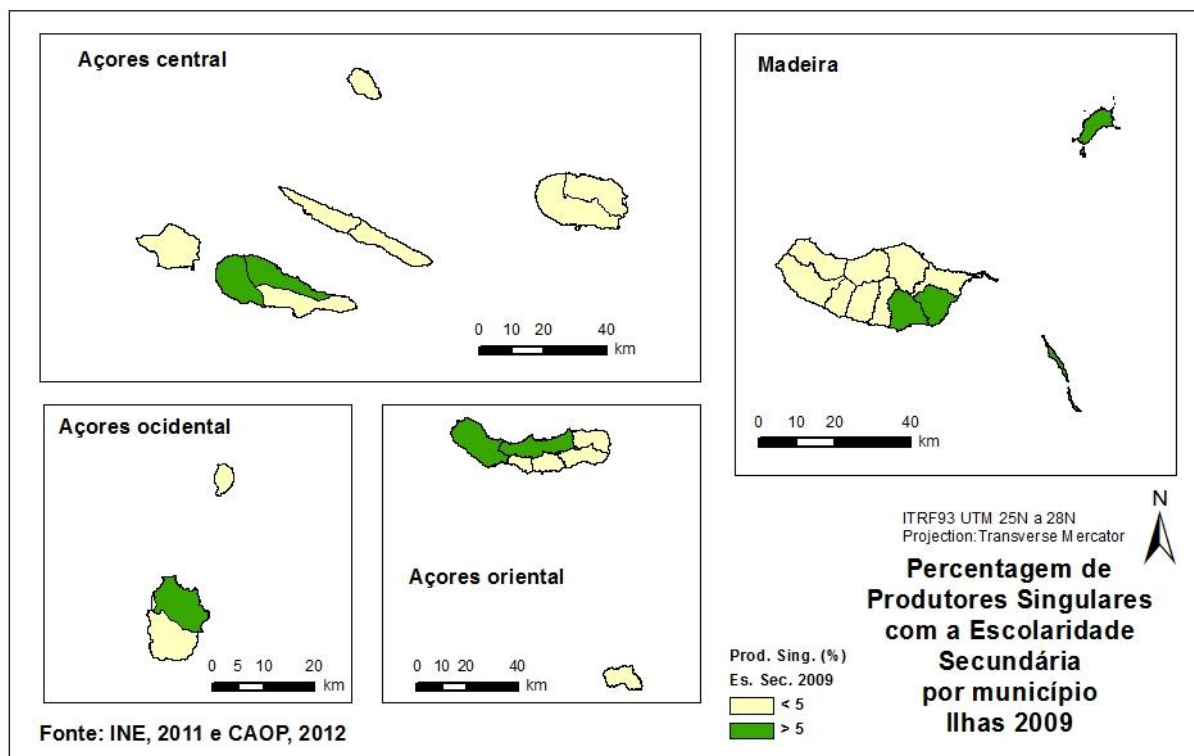 Açores central
0 10 20 40
km
Madeira
0 10 20 40
km
Açores ocidental
0 5 10 20
km
Açores oriental
0 10 20 40
km
N
ITRF93 UTM 25N a 28N
Projection:Transverse Mercator
Percentagem de
Produtores Singulares
com a Escolaridade
Secundária
por município
Ilhas 2009
Prod. Sing. (%)
Es. Sec. 2009
< 5
> 5
Fonte: INE, 2011 e CAOP, 2012